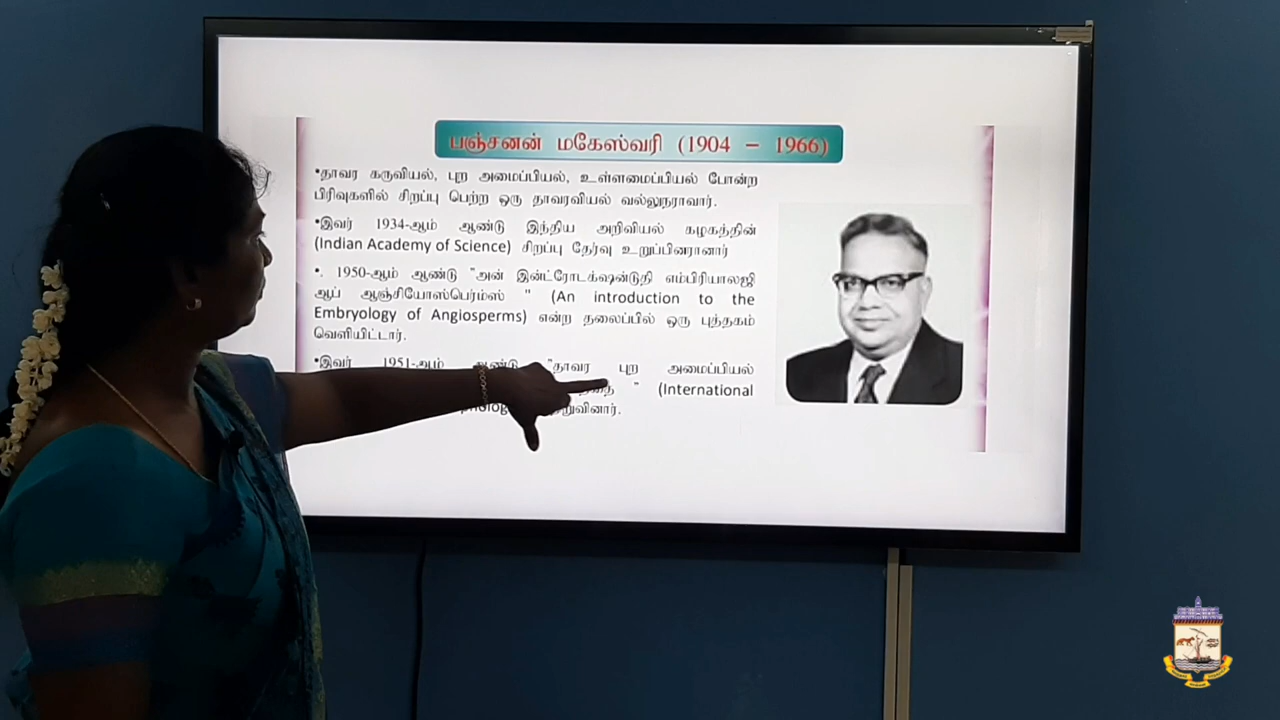 பஞ்சனன் மகேஸ்வரி (1904 – 1966)
•தாவர கருவியல், புற அமைப்பியல், உள்ளமைப்பியல் போன்ற
பிரிவுகளில் சிறப்பு பெற்ற ஒரு தாவரவியல் வல்லுநராவார்.
•இவர் 1934-ஆம் ஆண்டு இந்திய அறிவியல் கழகத்தின்
(Indian Academy of Science) சிறப்பு தேர்வு உறுப்பினரானார்
•. 1950-ஆம் ஆண்டு "அன் இன்ட்ரோடக்ஷன்டுதி எம்பிரியாலஜி
ஆப் ஆஞ்சியோஸ்பெர்ம்ஸ் " (An introduction to the
Embryology of Angiosperms) என்ற தலைப்பில் ஒரு புத்தகம்
வெளியிட்டார்.
•இவர் 1951-ஆம் ஆண்டு "தாவர புற அமைப்பியல்
" (International